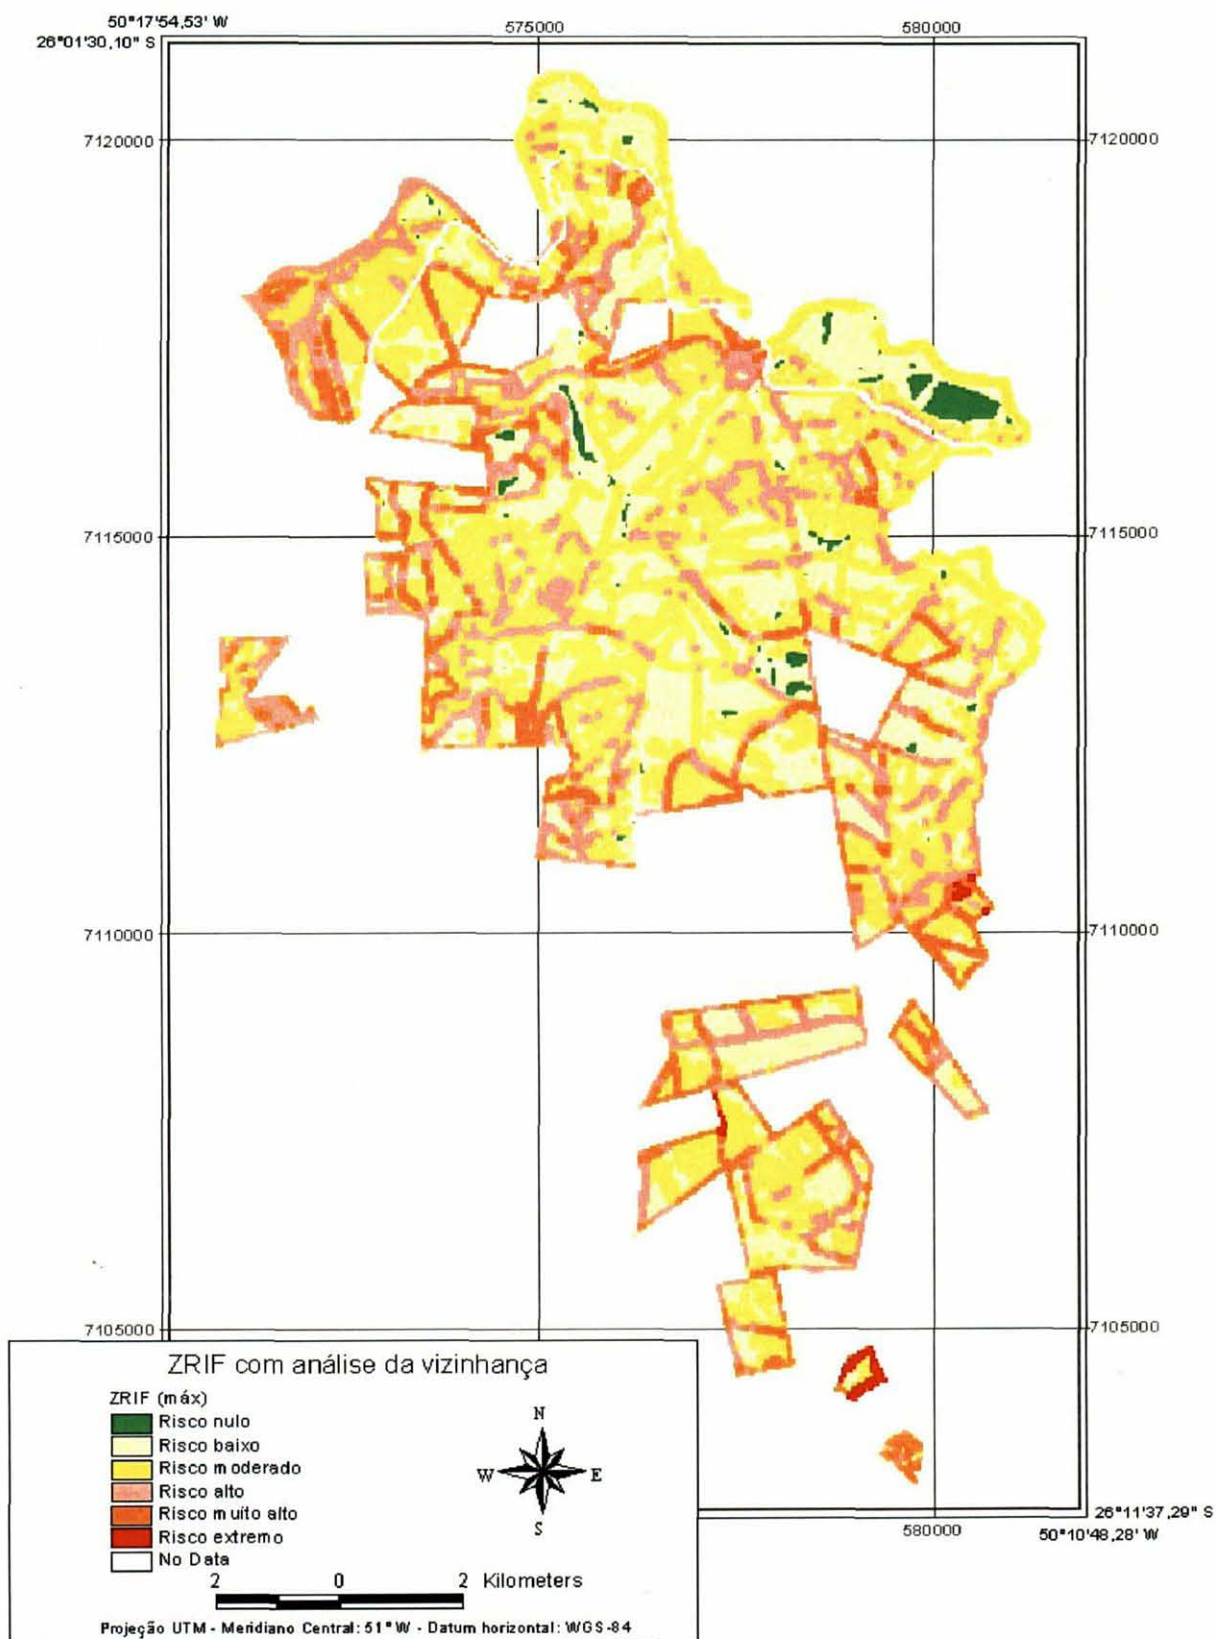 50°17'54,53' W
26°01'30,10" S
575000
580000
7120000
7120000
7115000
7115000
7110000
7110000
7105000
7105000
ZRIF com análise da vizinhança
ZRIF (máx)
Risco nulo
Risco baixo
Risco moderado
Risco alto
Risco muito alto
Risco extremo
No Data
N
W
E
S
2
0
2
Kilometers
Projeção UTM - Meridiano Central: 51°W - Datum horizontal: WGS-84
580000
26°11'37,29" S
50°10'48,28' W